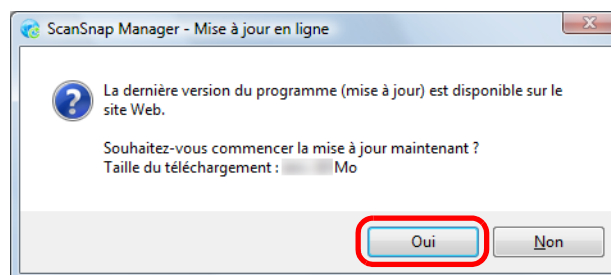 ScanSnap Manager - Mise à jour en ligne
La dernière version du programme (mise à jour) est disponible sur le
site Web.
Souhaitez-vous commencer la mise à jour maintenant ?
Taille du téléchargement : Mo
Oui
Non